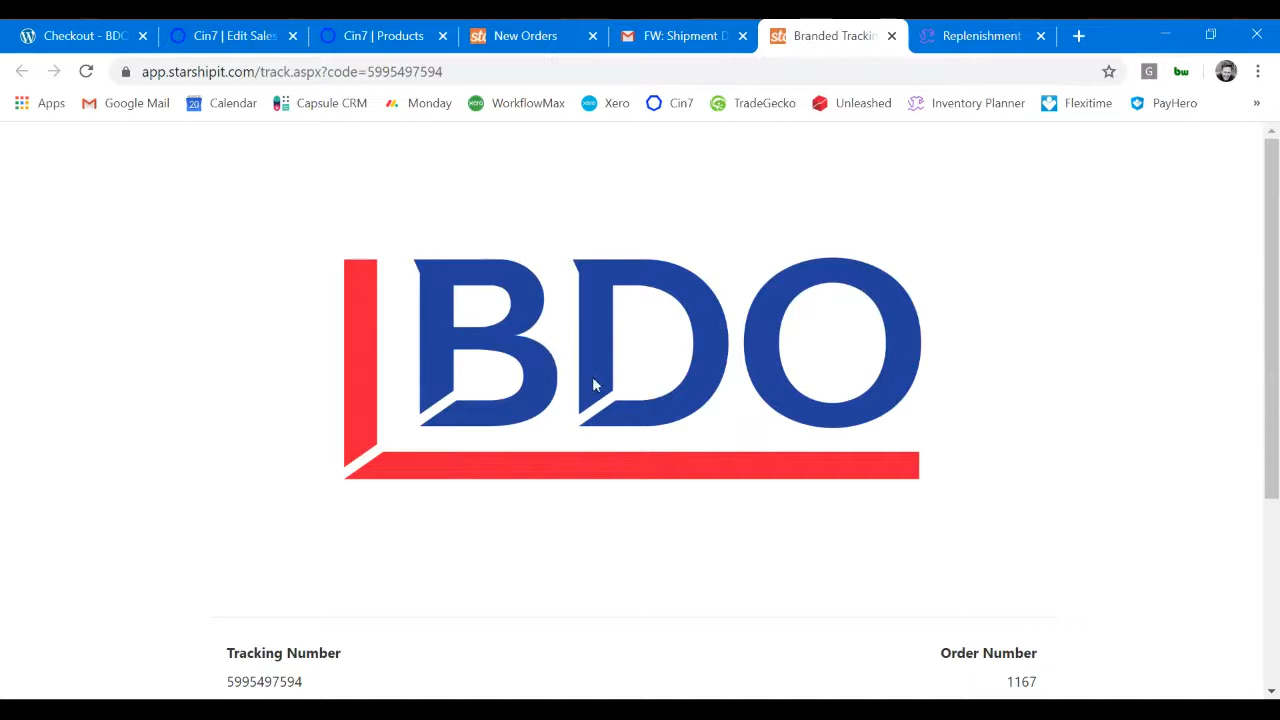 Checkout - BDO
Cin7 | Edit Sales
Cin7 | Products
New Orders
FW: Shipment D
Branded Trackin
Replenishment
app.starshipit.com/track.aspx?code=5995497594
G
bw
Apps
Google Mail
20
Calendar
Capsule CRM
Monday
WorkflowMax
Xero
Cin7
TradeGecko
Unleashed
Inventory Planner
Flexitime
PayHero
»
BDO
Tracking Number
Order Number
5995497594
1167